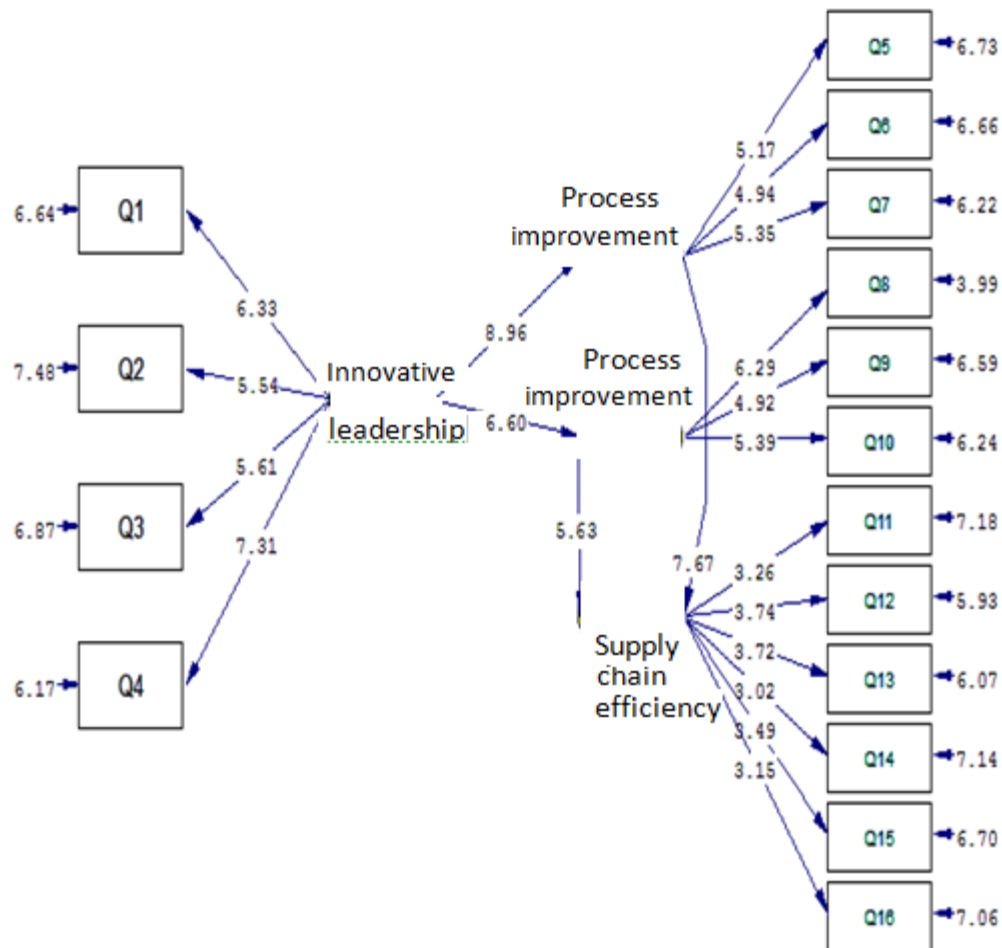 Q5
6.73
Q6
6.66
5.17
Process
4.94
Q7
6.22
improvement
5.35
Q1
6.64
Q8
3.99
6.33
8.96
Process
6.29
Q9
6.59
improvement
4.92
Q2
7.48
5.54
Innovative
leadership
6.60
5.39
Q10
6.24
5.61
Q3
6.87
7.31
5.63
7.67
Q11
7.18
3.26
Q12
5.93
3.74
3.72
Q13
6.07
Supply
chain
efficiency
3.02
Q4
6.17
3.49
Q14
7.14
3.15
Q15
6.70
Q16
7.06